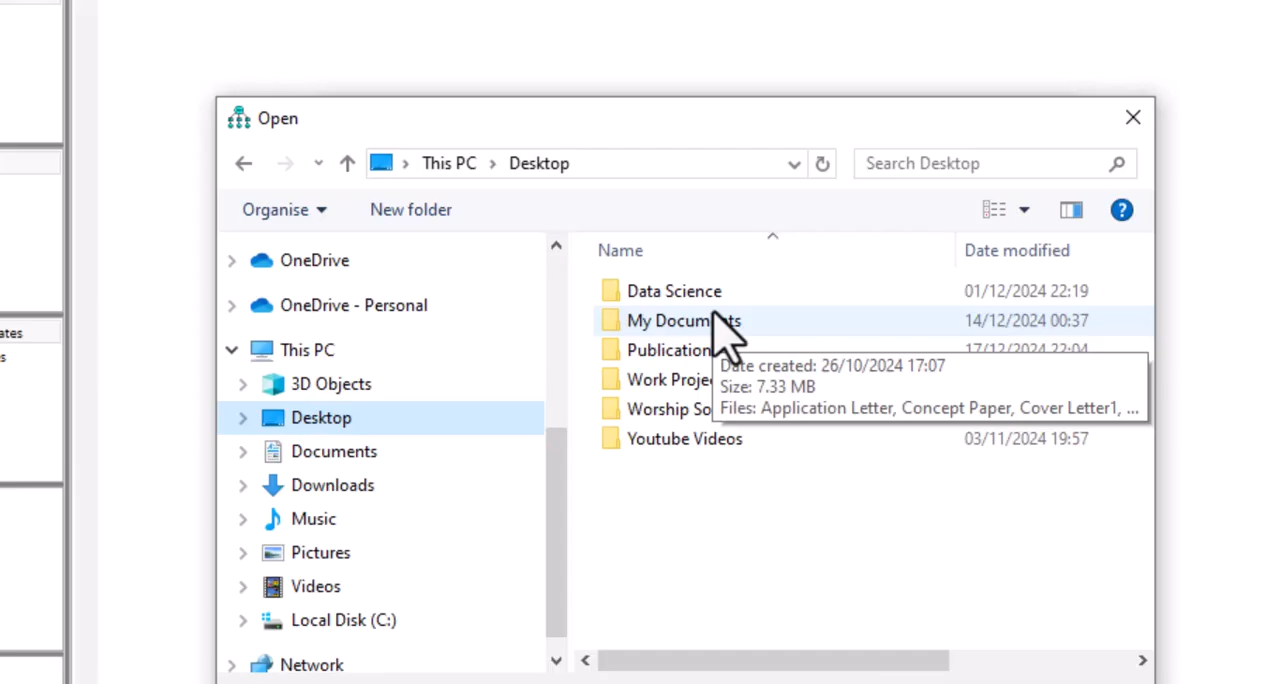 Open
This PC
Desktop
Search Desktop
Organise
New folder
Name
Date modified
OneDrive
OneDrive - Personal
This PC
3D Objects
Desktop
Documents
Downloads
Music
Pictures
Videos
Local Disk (C:)
Network
Data Science 01/12/2024 22:19
My Documents 14/12/2024 00:37
Publication 17/12/2024 22:04
Work Proje
Worship So
Youtube Videos 03/11/2024 19:57
Date created: 26/10/2024 17:07
Size: 7.33 MB
Files: Application Letter, Concept Paper, Cover Letter1, ...
ates
s